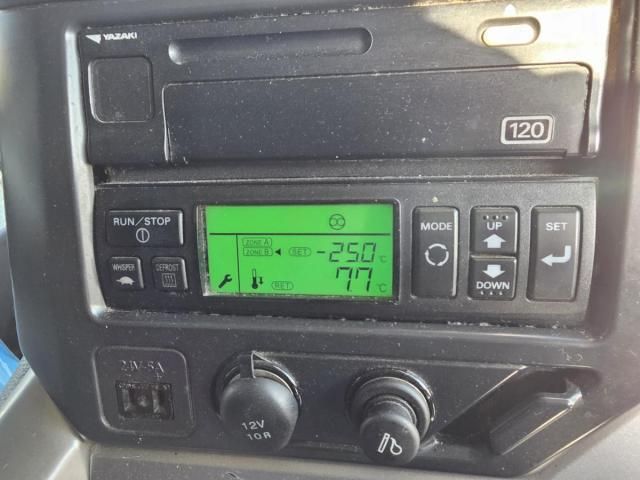 YAZAKI
120
RUN/STOP
WHISPER
DEFROST
ZONE A
ZONE B SET -25.0 °C
RET 7.7 °C
MODE
UP
DOWN
SET
24V-5A
12V
10A